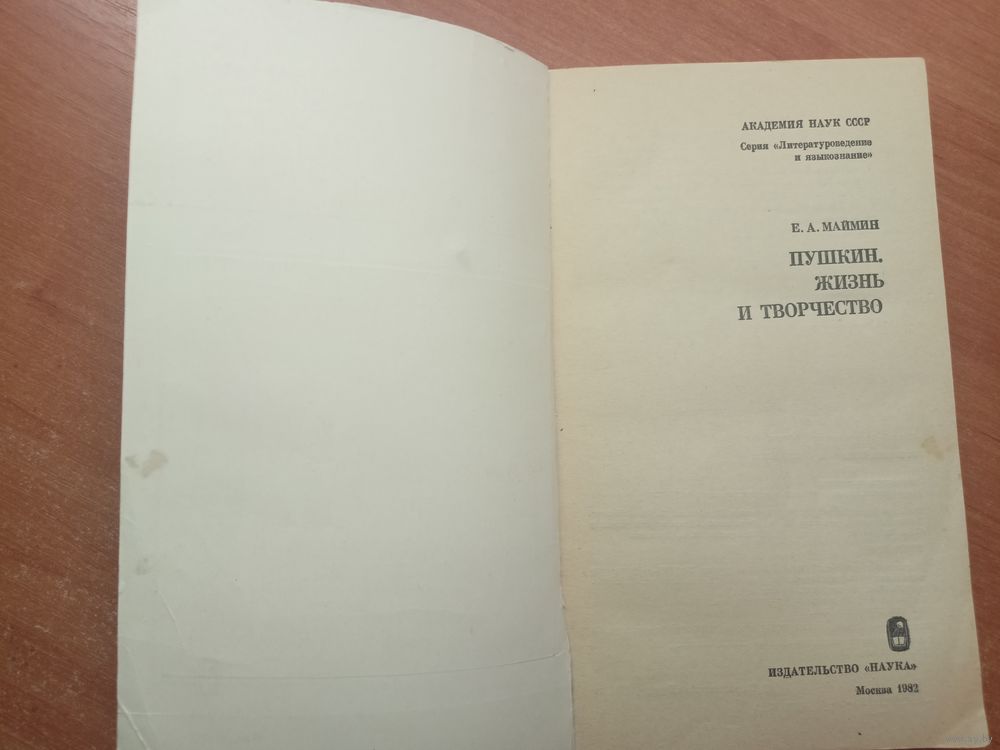 АКАДЕМИЯ НАУК СССР
Серия «Литературоведение
и языкознание»
Е. А. МАЙМИН
ПУШКИН.
ЖИЗНЬ
И ТВОРЧЕСТВО
ИЗДАТЕЛЬСТВО «НАУКА»
Москва 1982